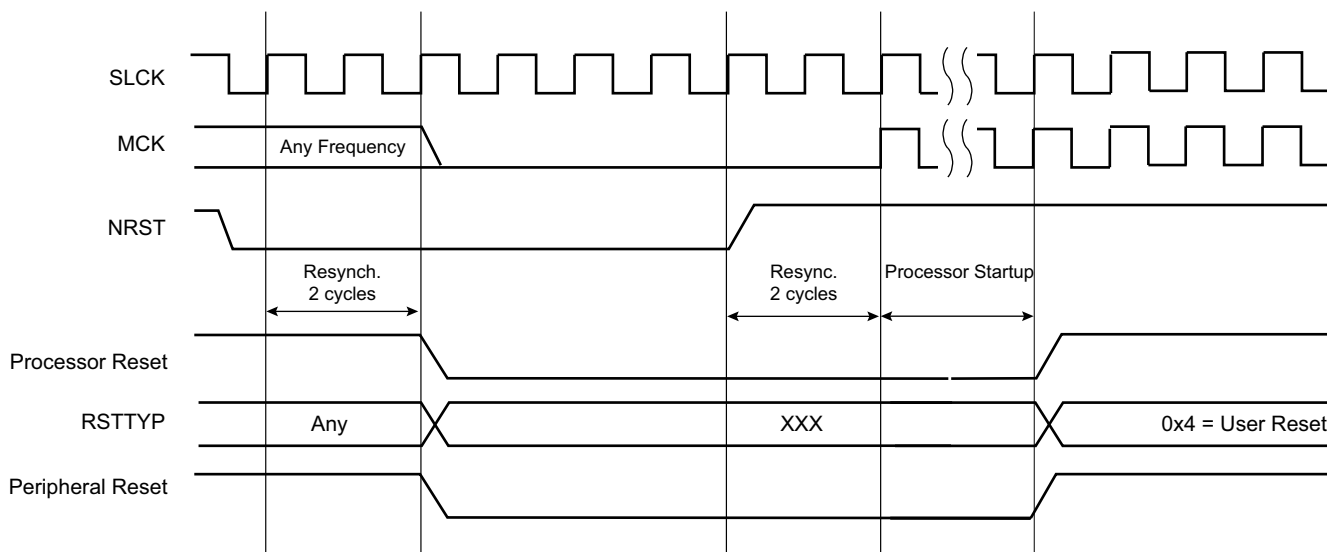 SLCK
MCK
Any Frequency
NRST
Resynch.
2 cycles
Resync.
2 cycles
Processor Startup
Processor Reset
RSTTYP
Any
XXX
0x4 = User Reset
Peripheral Reset